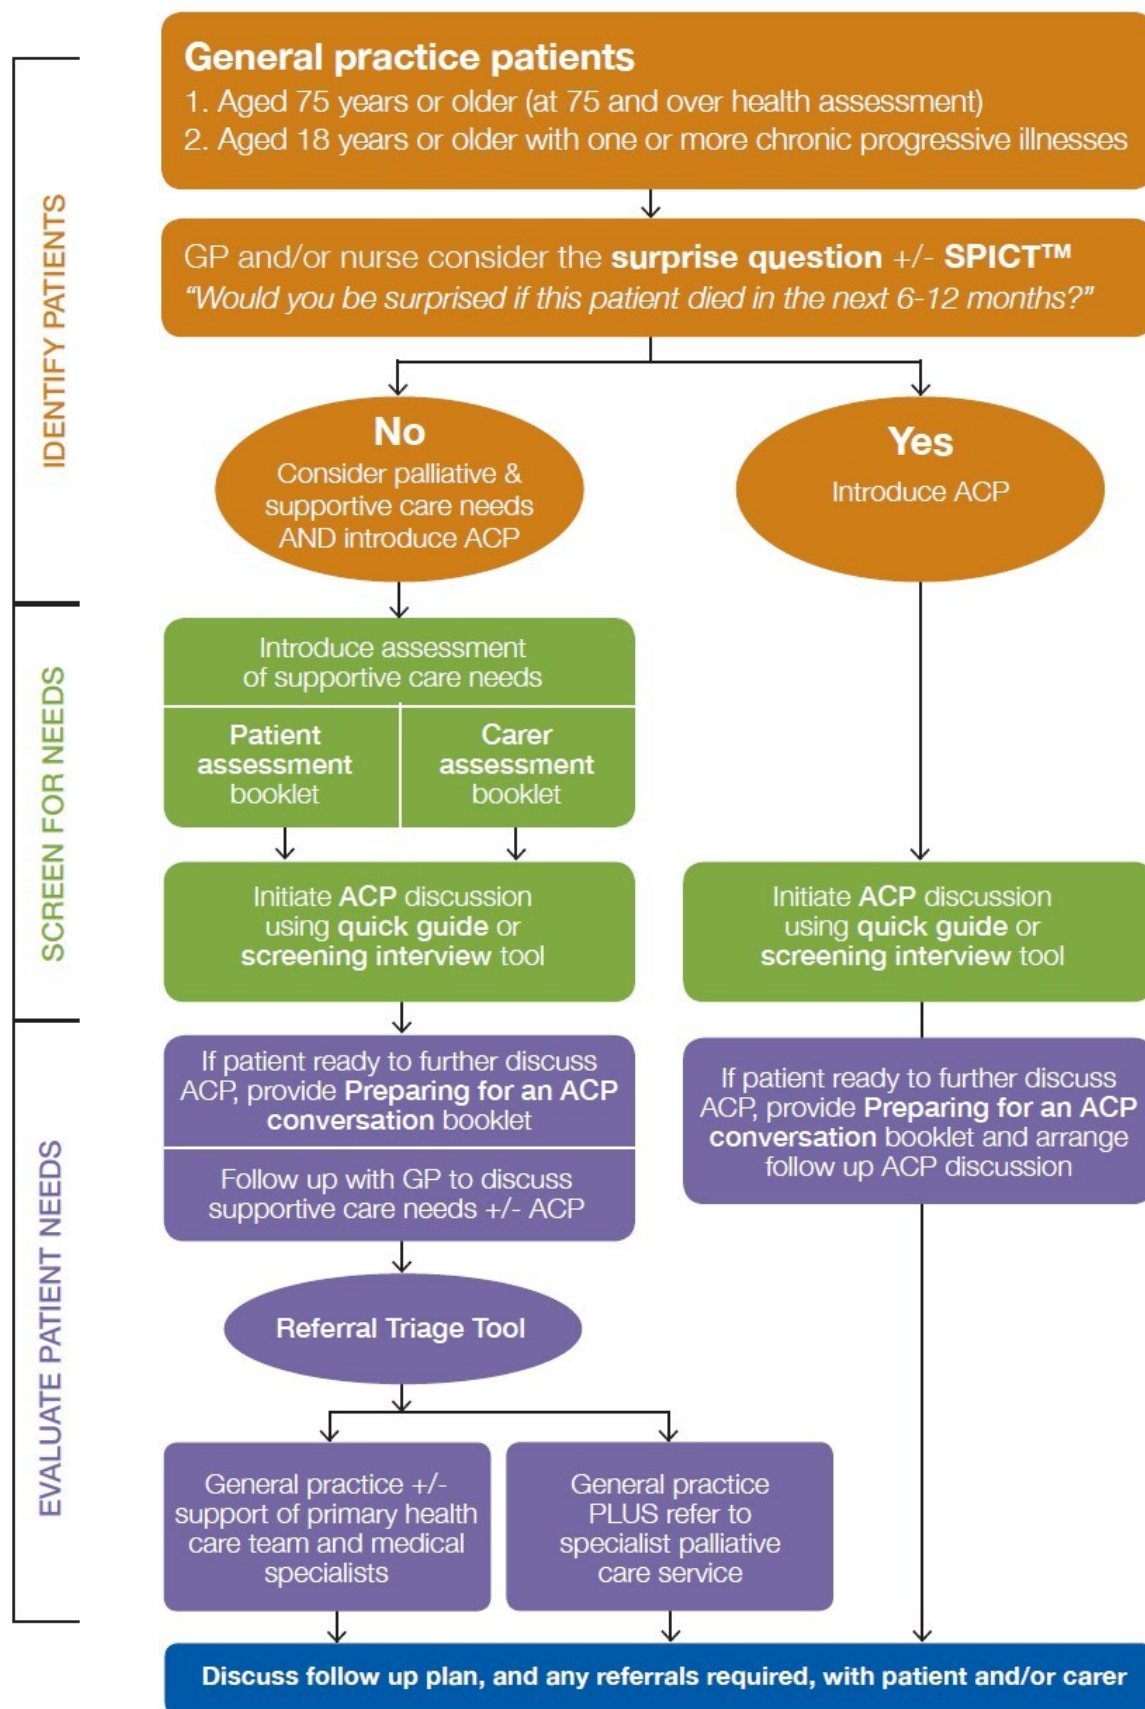 General practice patients
1. Aged 75 years or older (at 75 and over health assessment)
2. Aged 18 years or older with one or more chronic progressive illnesses
IDENTIFY PATIENTS
GP and/or nurse consider the surprise question +/- SPICT™
“Would you be surprised if this patient died in the next 6-12 months?”
No
Consider palliative &
supportive care needs
AND introduce ACP
Yes
Introduce ACP
SCREEN FOR NEEDS
Introduce assessment
of supportive care needs
Patient
assessment
booklet
Carer
assessment
booklet
Initiate ACP discussion
using quick guide or
screening interview tool
Initiate ACP discussion
using quick guide or
screening interview tool
EVALUATE PATIENT NEEDS
If patient ready to further discuss
ACP, provide Preparing for an ACP
conversation booklet
Follow up with GP to discuss
supportive care needs +/- ACP
If patient ready to further discuss
ACP, provide Preparing for an ACP
conversation booklet and arrange
follow up ACP discussion
Referral Triage Tool
General practice +/-
support of primary health
care team and medical
specialists
General practice
PLUS refer to
specialist palliative
care service
Discuss follow up plan, and any referrals required, with patient and/or carer